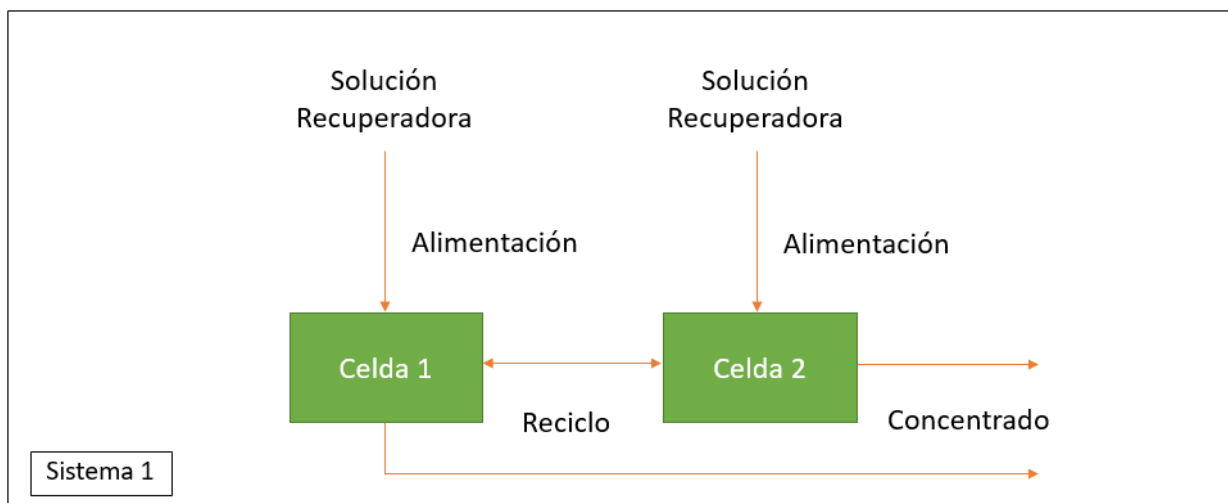 Solución
Recuperadora
Solución
Recuperadora
Alimentación
Alimentación
Celda 1
Celda 2
Reciclo
Concentrado
Sistema 1